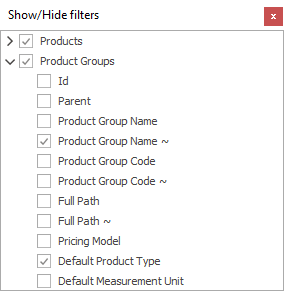 Show/Hide filters
Products
Product Groups
Id
Parent
Product Group Name
Product Group Name ~
Product Group Code
Product Group Code ~
Full Path
Full Path ~
Pricing Model
Default Product Type
Default Measurement Unit